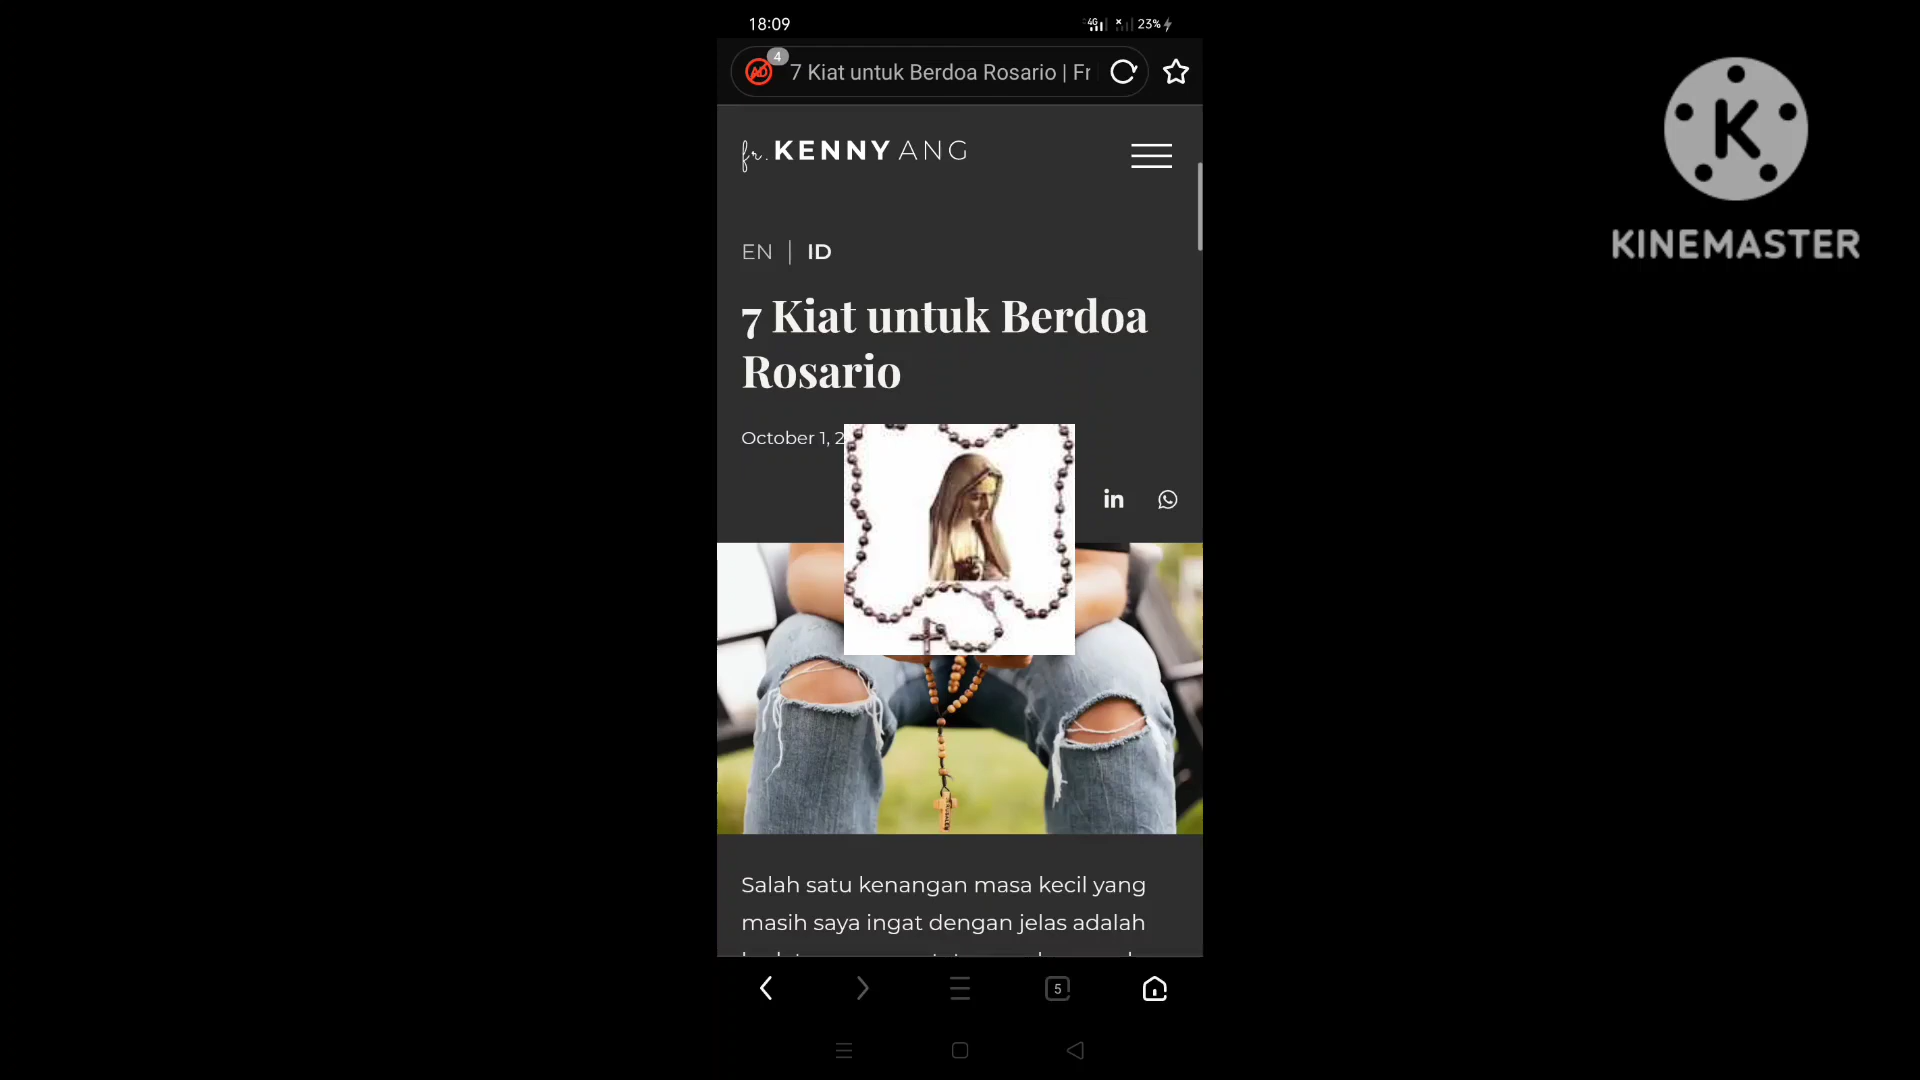 18:09
4G
23%
4
7 Kiat untuk Berdoa Rosario | Fr
fr. KENNY ANG
EN | ID
7 Kiat untuk Berdoa
Rosario
October 1, 2
in
Salah satu kenangan masa kecil yang
masih saya ingat dengan jelas adalah
5
K
KINEMASTER